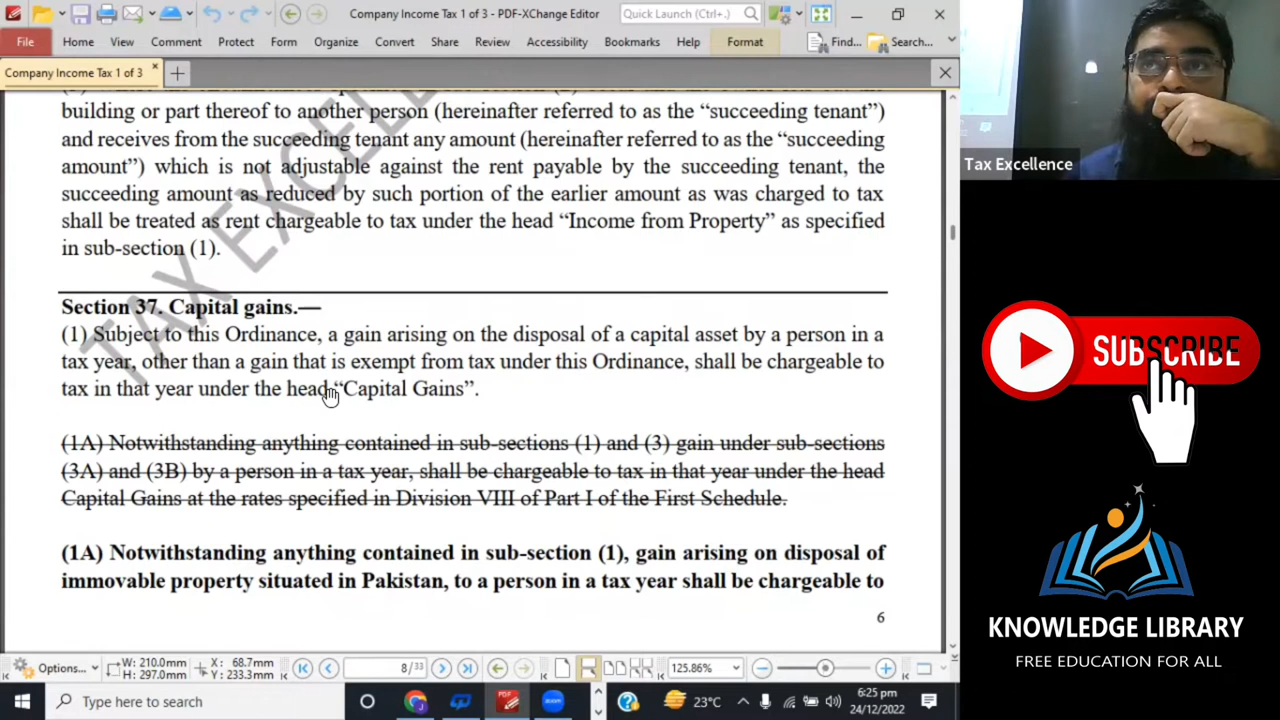 Company Income Tax 1 of 3 - PDF-XChange Editor
Quick Launch (Ctrl+.)
File Home View Comment Protect Form Organize Convert Share Review Accessibility Bookmarks Help Format Find... Search...
Company Income Tax 1 of 3
building or part thereof to another person (hereinafter referred to as the “succeeding tenant”)
and receives from the succeeding tenant any amount (hereinafter referred to as the “succeeding
amount”) which is not adjustable against the rent payable by the succeeding tenant, the
succeeding amount as reduced by such portion of the earlier amount as was charged to tax
shall be treated as rent chargeable to tax under the head “Income from Property” as specified
in sub-section (1).
Section 37. Capital gains.—
(1) Subject to this Ordinance, a gain arising on the disposal of a capital asset by a person in a
tax year, other than a gain that is exempt from tax under this Ordinance, shall be chargeable to
tax in that year under the head “Capital Gains”.
(1A) Notwithstanding anything contained in sub-sections (1) and (3) gain under sub-sections
(3A) and (3B) by a person in a tax year, shall be chargeable to tax in that year under the head
Capital Gains at the rates specified in Division VIII of Part I of the First Schedule.
(1A) Notwithstanding anything contained in sub-section (1), gain arising on disposal of
immovable property situated in Pakistan, to a person in a tax year shall be chargeable to
6
TAX EXCEL
Options...
W: 210.0mm
H: 297.0mm
X: 68.7mm
Y: 233.3mm
8 / 33
125.86%
Type here to search
23°C
6:25 pm
24/12/2022
Tax Excellence
SUBSCRIBE
KNOWLEDGE LIBRARY
FREE EDUCATION FOR ALL